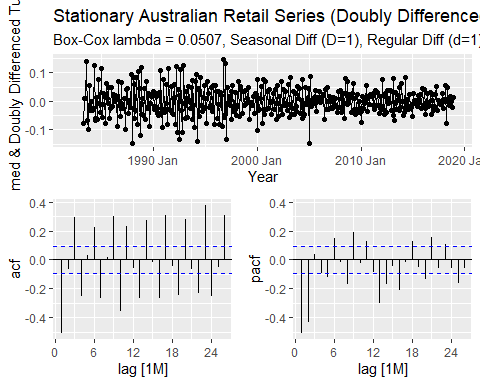 Stationary Australian Retail Series (Doubly Difference
Box-Cox lambda = 0.0507, Seasonal Diff (D=1), Regular Diff (d=1)
med & Doubly Differenced Tu
0.1
0.0
-0.1
1990 Jan
2000 Jan
2010 Jan
2020 Jan
Year
acf
0.4
0.2
0.0
-0.2
-0.4
0
6
12
18
24
lag [1M]
pacf
0.4
0.2
0.0
-0.2
-0.4
0
6
12
18
24
lag [1M]